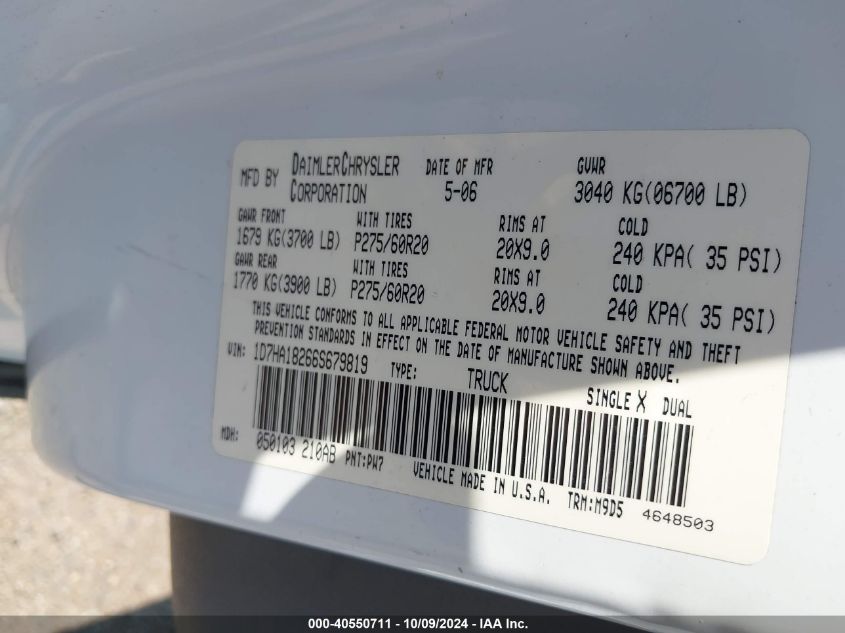 MFD BY DAIMLERCHRYSLER CORPORATION DATE OF MFR 5-06 GVWR 3040 KG(06700 LB)
GAWR FRONT WITH TIRES RIMS AT COLD
1679 KG(3700 LB) P275/60R20 20X9.0 240 KPA( 35 PSI)
GAWR REAR WITH TIRES RIMS AT COLD
1770 KG(3900 LB) P275/60R20 20X9.0 240 KPA( 35 PSI)
THIS VEHICLE CONFORMS TO ALL APPLICABLE FEDERAL MOTOR VEHICLE SAFETY AND THEFT
PREVENTION STANDARDS IN EFFECT ON THE DATE OF MANUFACTURE SHOWN ABOVE.
VIN: 1D7HA18266S679819 TYPE: TRUCK SINGLE X DUAL
MDH: 050103 210AB PNT:PW7 VEHICLE MADE IN U.S.A. TRM:M9D5 4648503
000-40550711 - 10/09/2024 - IAA Inc.